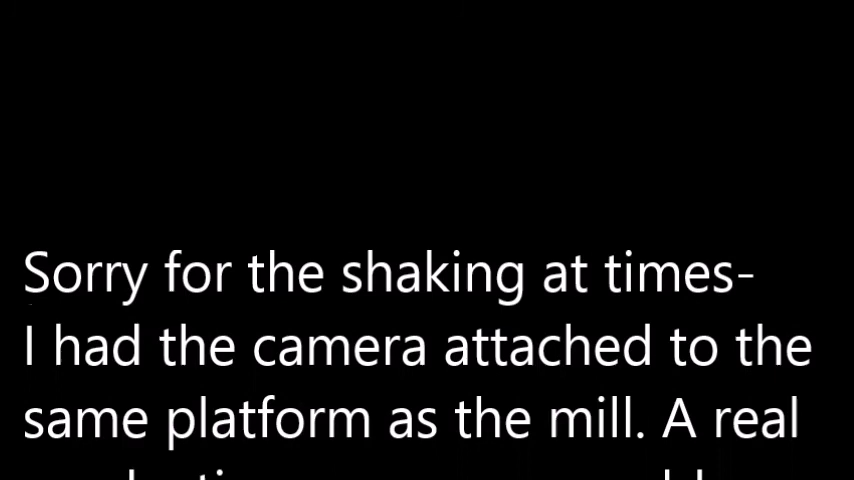 Sorry for the shaking at times-
I had the camera attached to the
same platform as the mill. A real